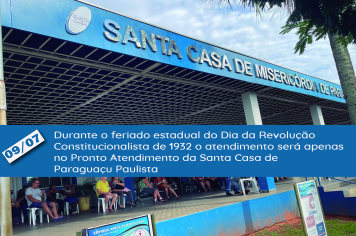 SANTA CASA DE MISERICÓRDIA DE
09/07
Durante o feriado estadual do Dia da Revolução
Constitucionalista de 1932 o atendimento será apenas
no Pronto Atendimento da Santa Casa de
Paraguaçu Paulista